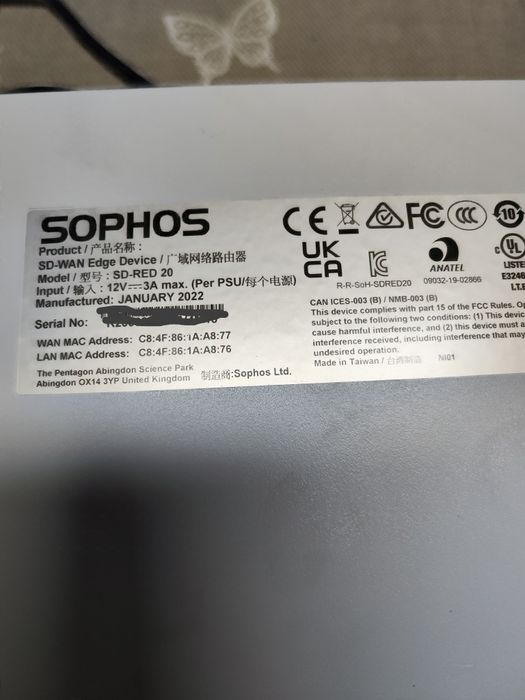 SOPHOS
Product / 产品名称 :
SD-WAN Edge Device / 广域网络路由器
Model / 型号 : SD-RED 20
Input / 输入 : 12V⎓3A max. (Per PSU/每个电源)
Manufactured: JANUARY 2022
Serial No:
WAN MAC Address: C8:4F:86:1A:A8:77
LAN MAC Address: C8:4F:86:1A:A8:76
The Pentagon Abingdon Science Park
Abingdon OX14 3YP United Kingdom 制造商:Sophos Ltd.
CE FC CCC 10
UK
CA
ANATEL
R-R-SoH-SDRED20 09032-19-02866
c UL
LISTE
E3248
I.T.E
CAN ICES-003 (B) / NMB-003 (B)
This device complies with part 15 of the FCC Rules.
subject to the following two conditions: (1) This devic
cause harmful interference, and (2) this device must a
interference received, including interference that may
undesired operation.
Made in Taiwan / 台湾制造 NI01